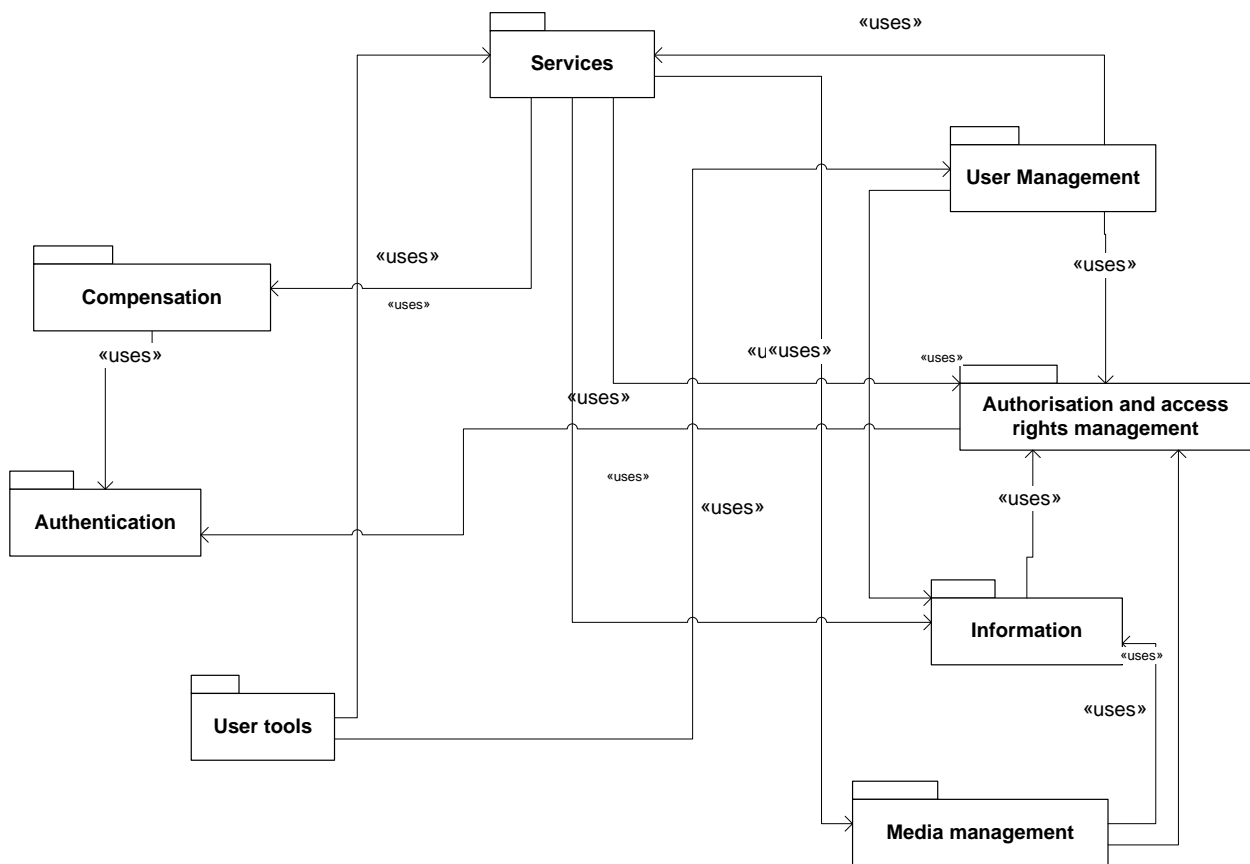 «uses»
Services
User Management
«uses»
«uses»
Compensation
«uses»
«uses»
«uses»
«uses»
«uses»
Authorisation and access
rights management
«uses»
«uses»
«uses»
«uses»
Authentication
Information
«uses»
User tools
«uses»
Media management